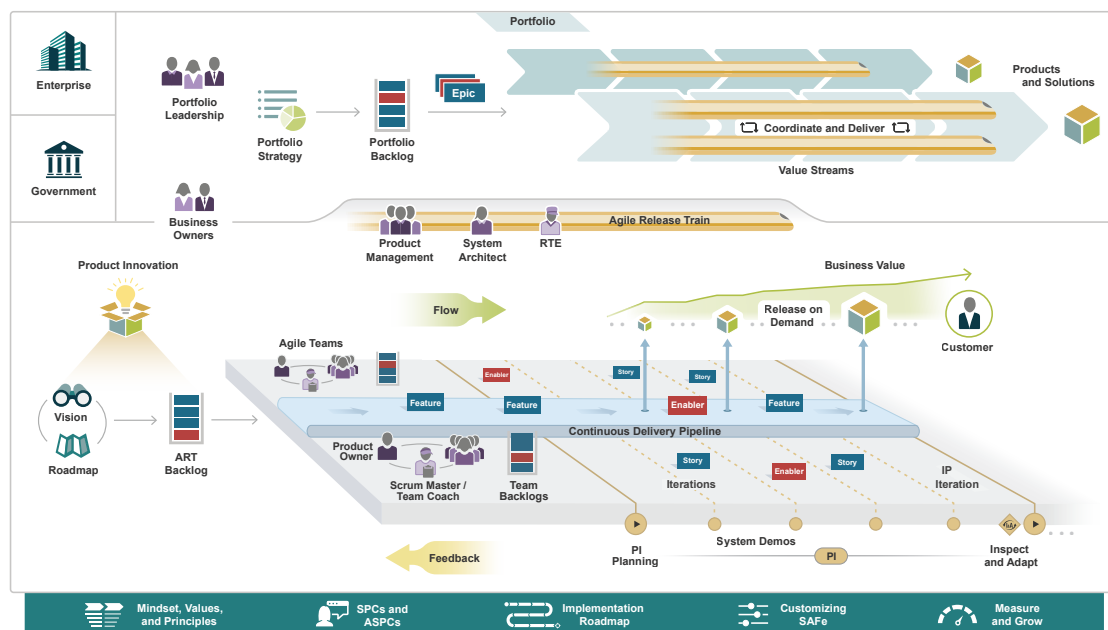 Portfolio
Enterprise
Portfolio
Leadership
Portfolio
Strategy
Portfolio
Backlog
Epic
Products
and Solutions
Coordinate and Deliver
Value Streams
Government
Business
Owners
Agile Release Train
Product
Management
System
Architect
RTE
Product Innovation
Business Value
Flow
Release on
Demand
Customer
Agile Teams
Enabler
Story
Story
Vision
Roadmap
ART
Backlog
Feature
Feature
Enabler
Feature
Continuous Delivery Pipeline
Product
Owner
Scrum Master /
Team Coach
Team
Backlogs
Story
Iterations
Enabler
Story
IP
Iteration
PI
Planning
System Demos
PI
I&A
Inspect
and Adapt
Feedback
Mindset, Values,
and Principles
SPCs and
ASPCs
Implementation
Roadmap
Customizing
SAFe
Measure
and Grow